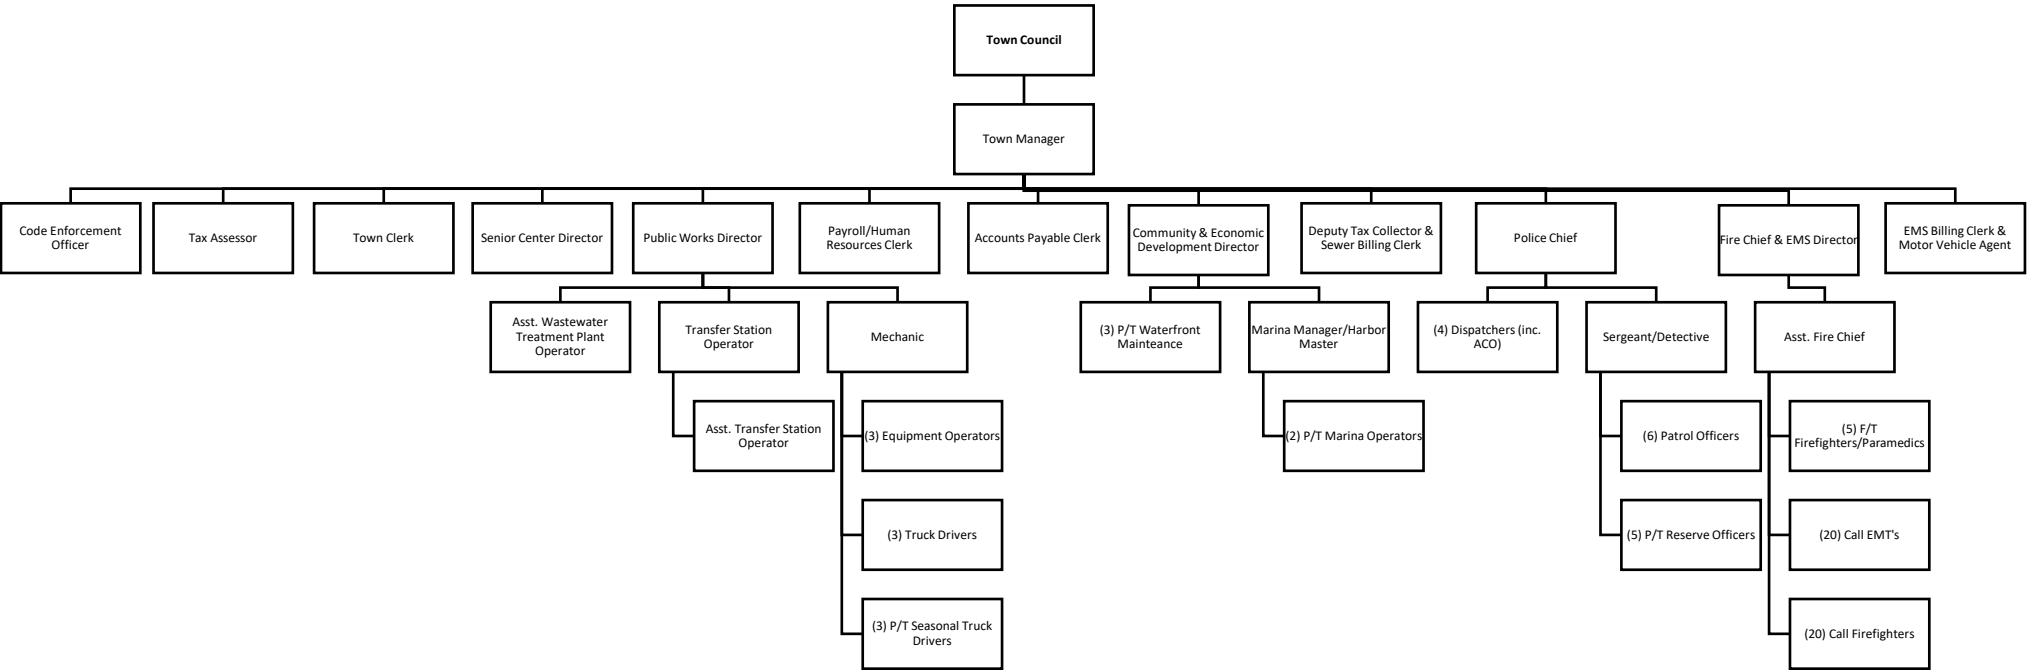 Town Council
Town Manager
Code Enforcement
Officer
Tax Assessor
Town Clerk
Senior Center Director
Public Works Director
Payroll/Human
Resources Clerk
Accounts Payable Clerk
Community & Economic
Development Director
Deputy Tax Collector &
Sewer Billing Clerk
Police Chief
Fire Chief & EMS Director
EMS Billing Clerk &
Motor Vehicle Agent
Asst. Wastewater
Treatment Plant
Operator
Transfer Station
Operator
Mechanic
(3) P/T Waterfront
Mainteance
Marina Manager/Harbor
Master
(4) Dispatchers (inc.
ACO)
Sergeant/Detective
Asst. Fire Chief
Asst. Transfer Station
Operator
(3) Equipment Operators
(2) P/T Marina Operators
(6) Patrol Officers
(5) F/T
Firefighters/Paramedics
(3) Truck Drivers
(5) P/T Reserve Officers
(20) Call EMT's
(3) P/T Seasonal Truck
Drivers
(20) Call Firefighters